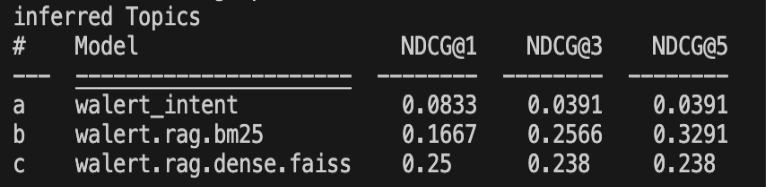 inferred Topics
#    Model                   NDCG@1    NDCG@3    NDCG@5
---  ----------------------  --------  --------  --------
a    walert_intent           0.0833    0.0391    0.0391
b    walert.rag.bm25         0.1667    0.2566    0.3291
c    walert.rag.dense.faiss  0.25      0.238     0.238